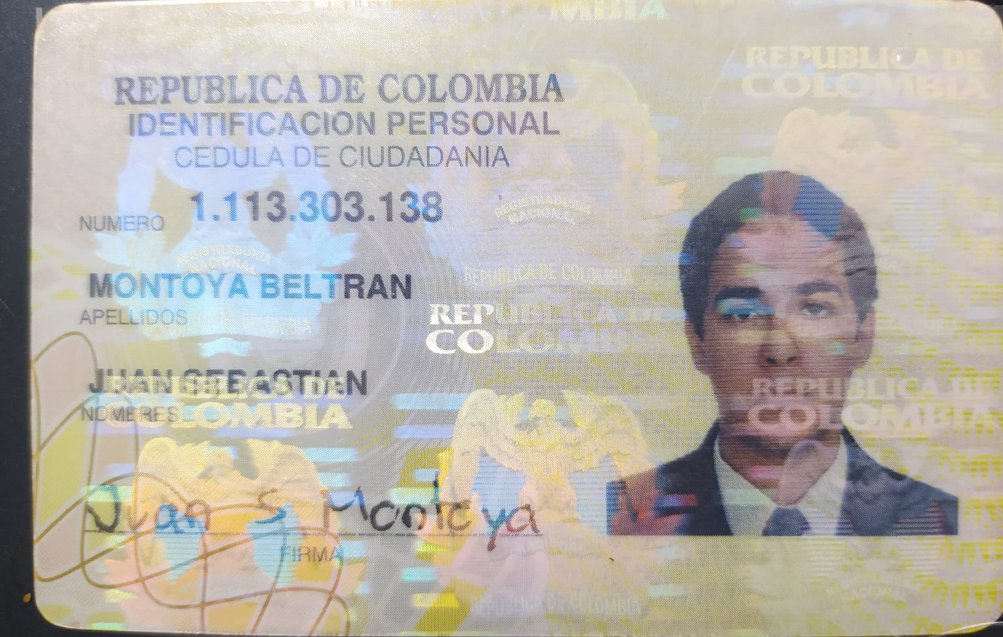 REPUBLICA DE COLOMBIA
IDENTIFICACION PERSONAL
CEDULA DE CIUDADANIA
NUMERO 1.113.303.138
MONTOYA BELTRAN
APELLIDOS
JUAN SEBASTIAN
NOMBRES
Juan S Montoya
FIRMA
COLOMBIA
REPUBLICA DE
COLOMBIA
REGISTRADURIA
NACIONAL
REGISTRADURIA
NACIONAL
REPUBLICA DE COLOMBIA
REPUBLICA DE
COLOMBIA
REPUBLICA DE
COLOMBIA
REPUBLICA DE
COLOMBIA
REPUBLICA DE COLOMBIA